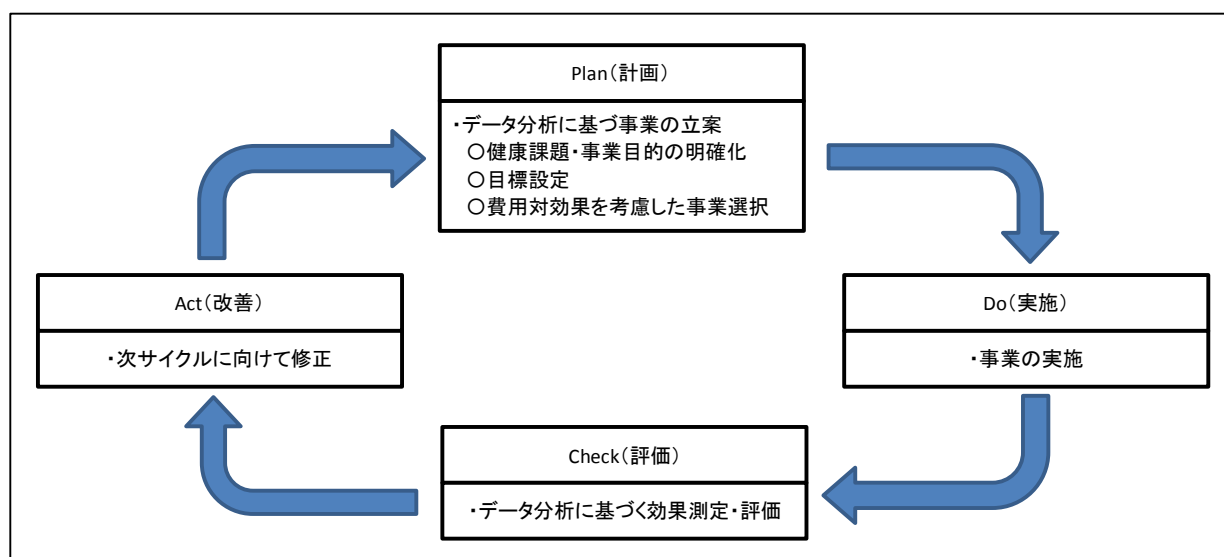 Plan（計画）
・データ分析に基づ事業の立案
○健康課題・事業目的の明確化
○目標設定
○費用対効果を考慮した事業選択
Act（改善）
・次サイクルに向けて修正
Do（実施）
・事業の実施
Check（評価）
・データ分析に基づく効果測定・評価